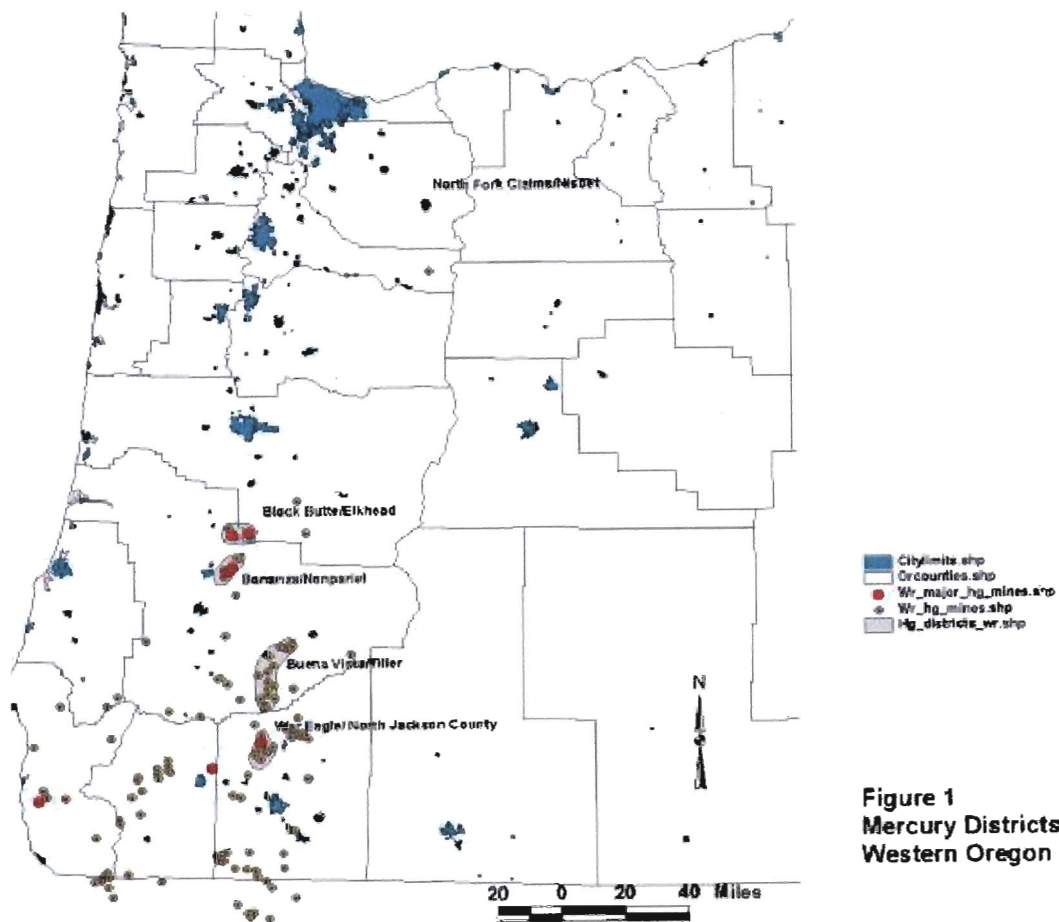 North Fork Claims/Nisbet
Black Butte/Elkhead
Bonanza/Nonpariel
Buena Vista/Tiller
War Eagle/North Jackson County
Citylimits.shp
Orcounties.shp
Wr_major_hg_mines.shp
Wr_hg_mines.shp
Hg_districts_wr.shp
N
20 0 20 40 Miles
Figure 1
Mercury Districts
Western Oregon